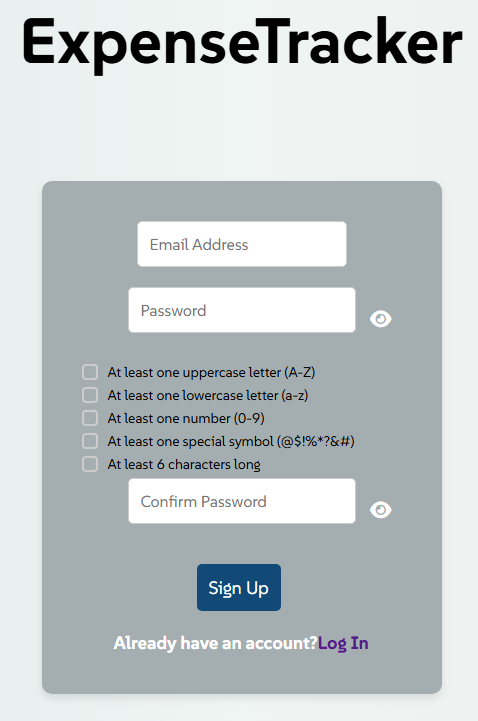 ExpenseTracker
Email Address
Password
At least one uppercase letter (A-Z)
At least one lowercase letter (a-z)
At least one number (0-9)
At least one special symbol (@$!%*?&#)
At least 6 characters long
Confirm Password
Sign Up
Already have an account?Log In